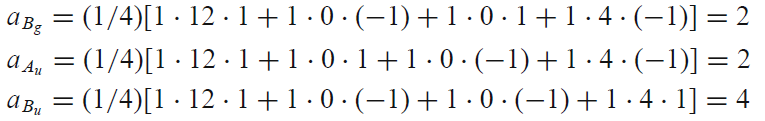 a_{B_g} = (1/4)[1 · 12 · 1 + 1 · 0 · (−1) + 1 · 0 · 1 + 1 · 4 · (−1)] = 2
a_{A_u} = (1/4)[1 · 12 · 1 + 1 · 0 · 1 + 1 · 0 · (−1) + 1 · 4 · (−1)] = 2
a_{B_u} = (1/4)[1 · 12 · 1 + 1 · 0 · (−1) + 1 · 0 · (−1) + 1 · 4 · 1] = 4